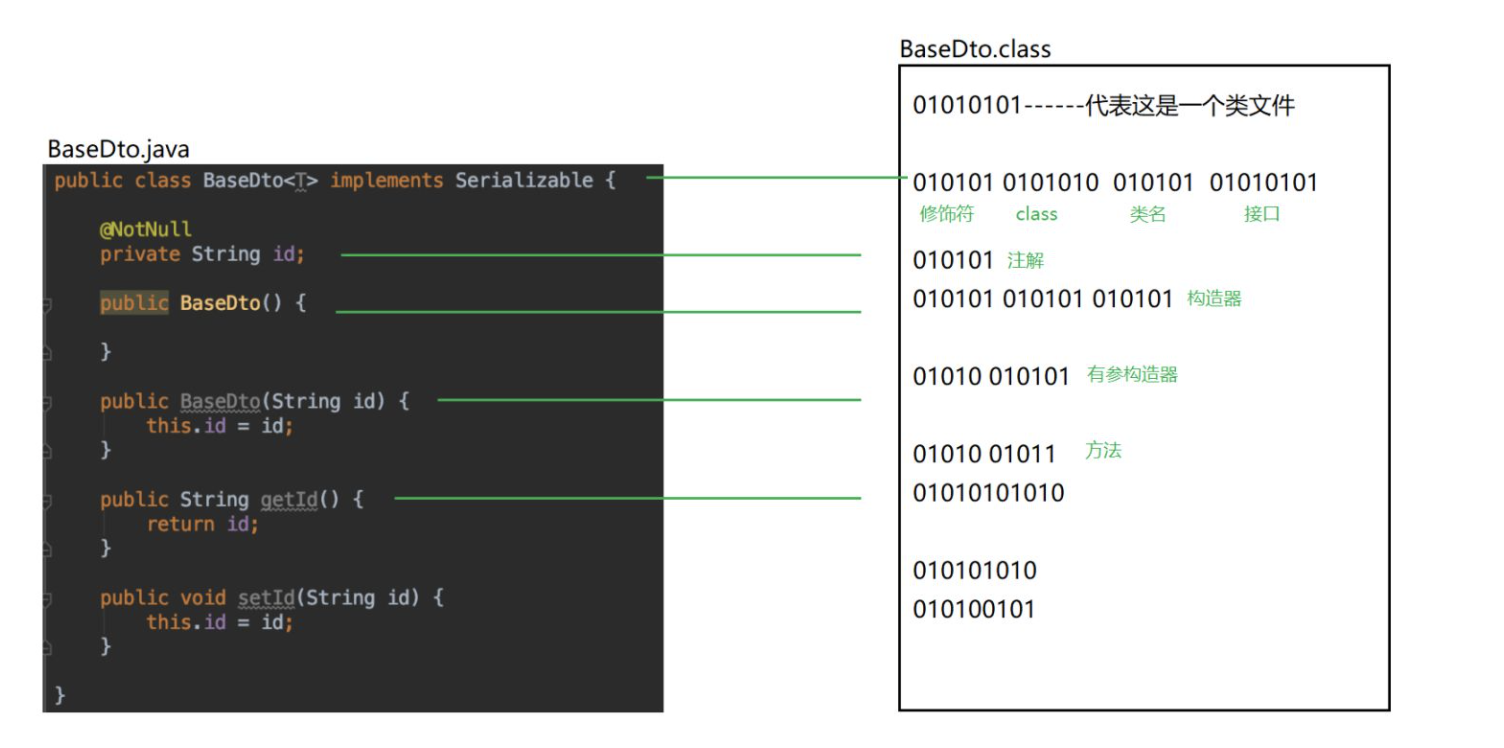 BaseDto.java
public class BaseDto<T> implements Serializable {
@NotNull
private String id;
public BaseDto() {
}
public BaseDto(String id) {
this.id = id;
}
public String getId() {
return id;
}
public void setId(String id) {
this.id = id;
}
}
BaseDto.class
01010101------代表这是一个类文件
010101 0101010 010101 01010101
修饰符 class 类名 接口
010101 注解
010101 010101 010101 构造器
01010 010101 有参构造器
01010 01011 方法
01010101010
010101010
010100101